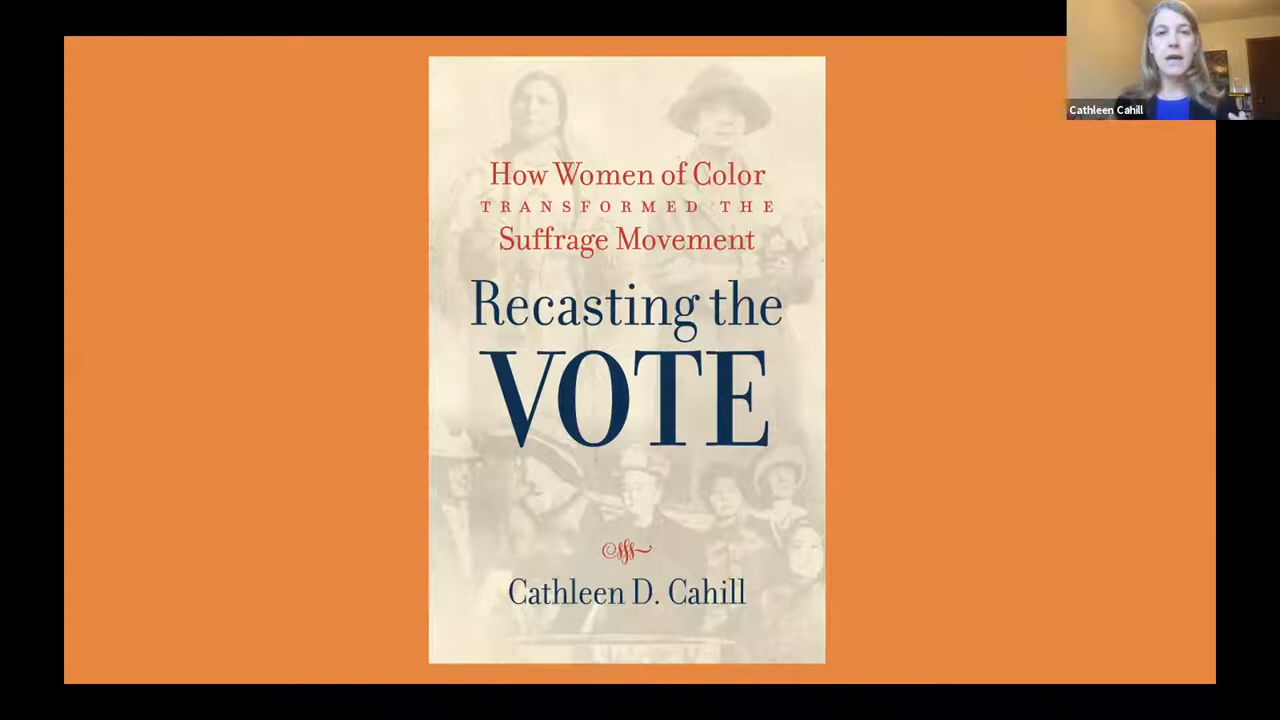 Cathleen Cahill
How Women of Color
TRANSFORMED THE
Suffrage Movement
Recasting the
VOTE
Cathleen D. Cahill